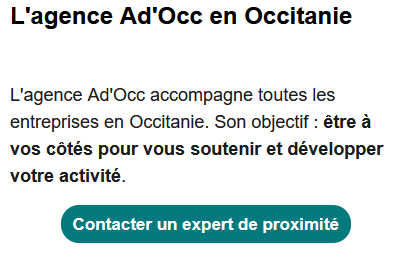 L'agence Ad'Occ en Occitanie
L'agence Ad'Occ accompagne toutes les
entreprises en Occitanie. Son objectif : être à
vos côtés pour vous soutenir et développer
votre activité.
Contacter un expert de proximité